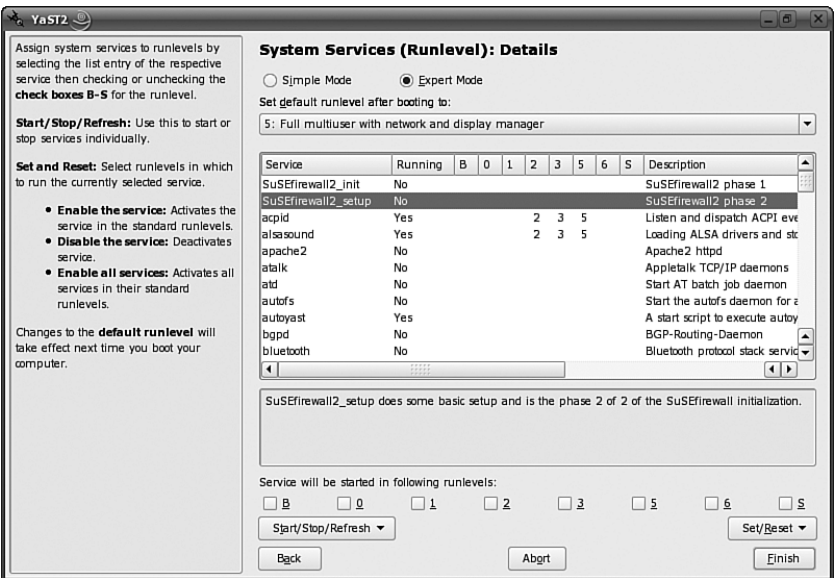 YaST2
Assign system services to runlevels by
selecting the list entry of the respective
service then checking or unchecking the
check boxes B-S for the runlevel.
Start/Stop/Refresh: Use this to start or
stop services individually.
Set and Reset: Select runlevels in which
to run the currently selected service.
• Enable the service: Activates the
service in the standard runlevels.
• Disable the service: Deactivates
service.
• Enable all services: Activates all
services in their standard
runlevels.
Changes to the default runlevel will
take effect next time you boot your
computer.
System Services (Runlevel): Details
Simple Mode Expert Mode
Set default runlevel after booting to:
5: Full multiuser with network and display manager
Service Running B 0 1 2 3 5 6 S Description
SuSEfirewall2_init No SuSEfirewall2 phase 1
SuSEfirewall2_setup No SuSEfirewall2 phase 2
acpid Yes 2 3 5 Listen and dispatch ACPI eve
alsasound Yes 2 3 5 Loading ALSA drivers and sto
apache2 No Apache2 httpd
atalk No Appletalk TCP/IP daemons
atd No Start AT batch job daemon
autofs No Start the autofs daemon for a
autoyast Yes A start script to execute autoy
bgpd No BGP-Routing-Daemon
bluetooth No Bluetooth protocol stack servic
SuSEfirewall2_setup does some basic setup and is the phase 2 of 2 of the SuSEfirewall initialization.
Service will be started in following runlevels:
B 0 1 2 3 5 6 S
Start/Stop/Refresh Set/Reset
Back Abort Finish